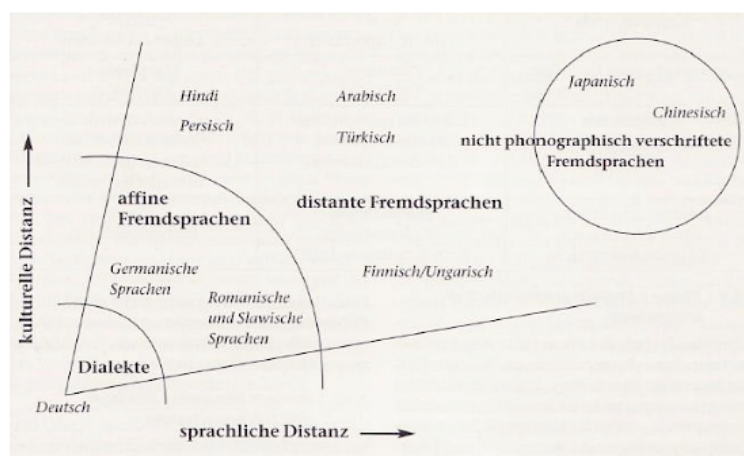 Hindi
Persisch
Arabisch
Türkisch
Japanisch
Chinesisch
nicht phonographisch verschriftete
Fremdsprachen
affine
Fremdsprachen
distante Fremdsprachen
Germanische
Sprachen
Romanische
und Slawische
Sprachen
Finnisch/Ungarisch
Dialekte
Deutsch
kulturelle Distanz
sprachliche Distanz